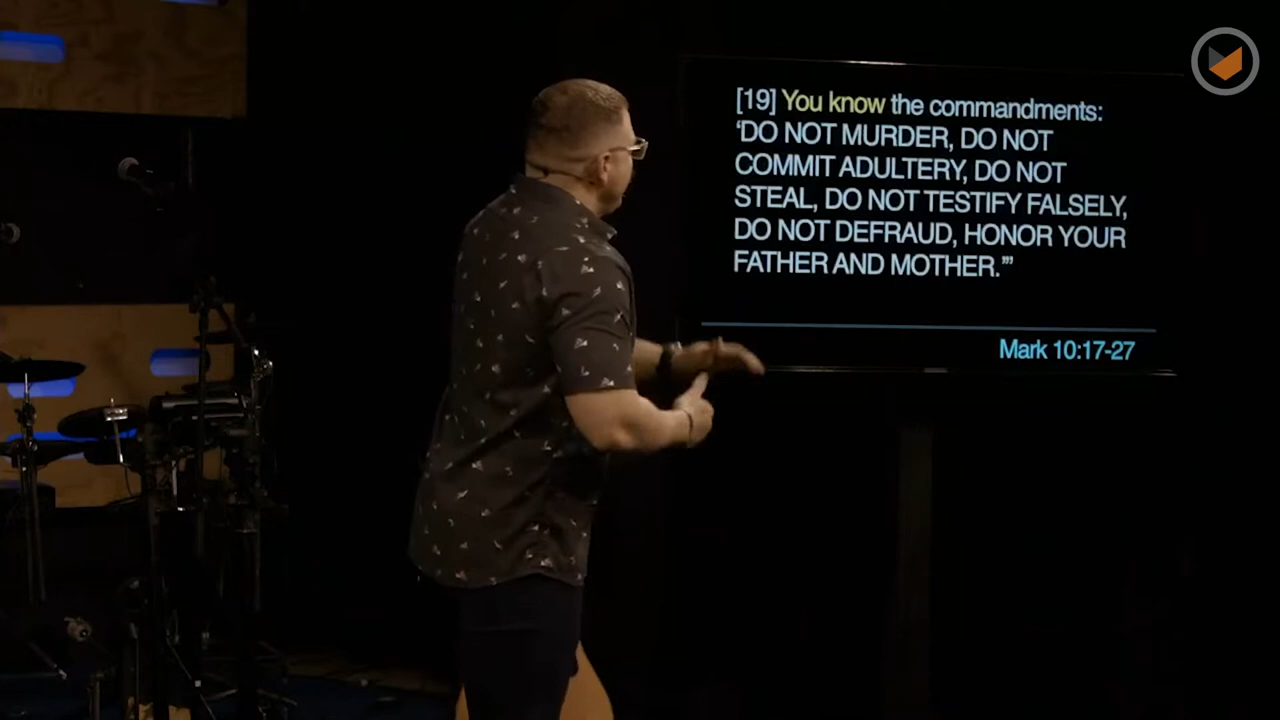 [19] You know the commandments:
‘DO NOT MURDER, DO NOT
COMMIT ADULTERY, DO NOT
STEAL, DO NOT TESTIFY FALSELY,
DO NOT DEFRAUD, HONOR YOUR
FATHER AND MOTHER.’”
Mark 10:17-27